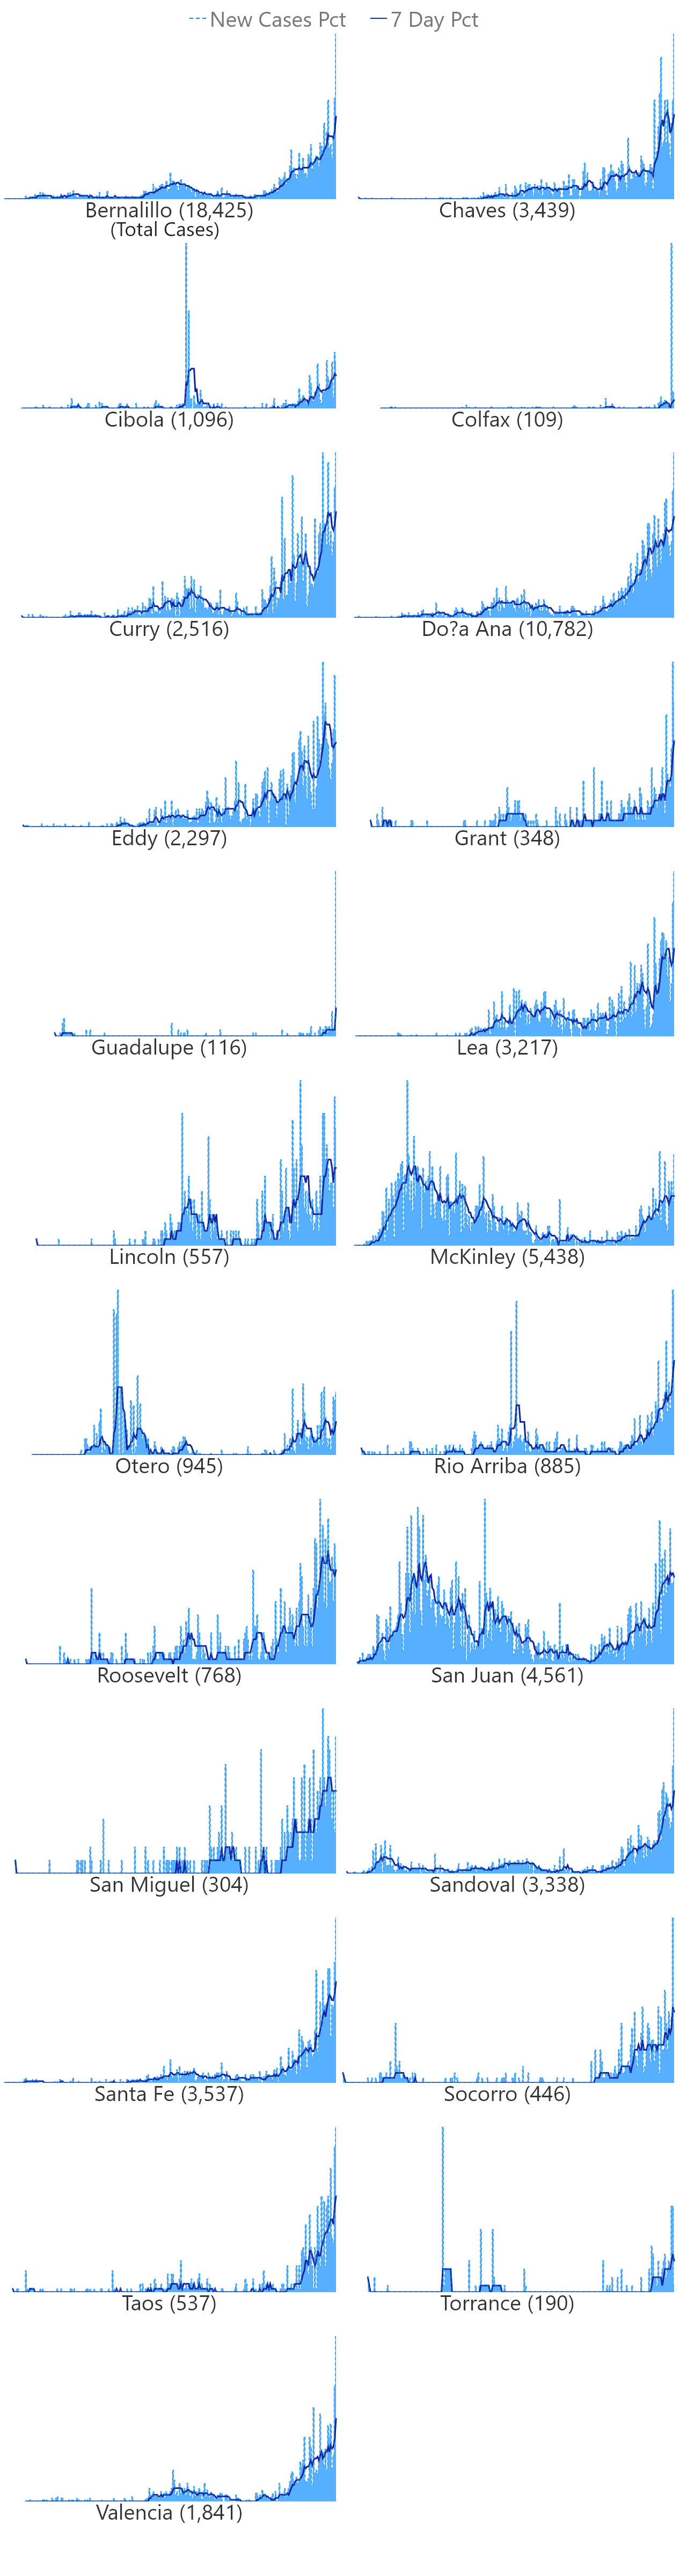 New Cases Pct 7 Day Pct
Bernalillo (18,425) Chaves (3,439)
(Total Cases)
Cibola (1,096) Colfax (109)
Curry (2,516) Do?a Ana (10,782)
Eddy (2,297) Grant (348)
Guadalupe (116) Lea (3,217)
Lincoln (557) McKinley (5,438)
Otero (945) Rio Arriba (885)
Roosevelt (768) San Juan (4,561)
San Miguel (304) Sandoval (3,338)
Santa Fe (3,537) Socorro (446)
Taos (537) Torrance (190)
Valencia (1,841)